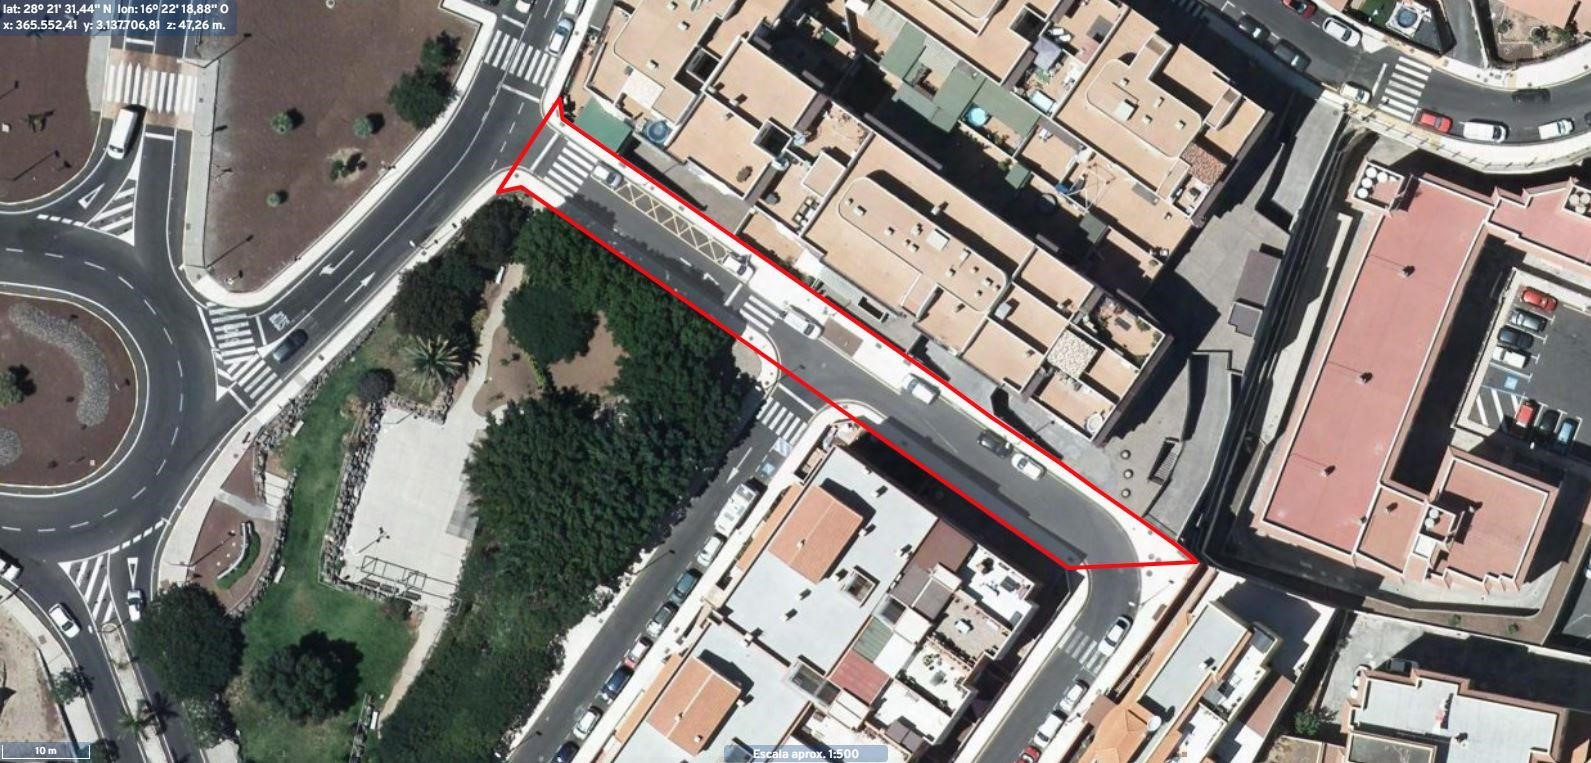 lat: 28º 21' 31,44" N lon: 16º 22' 18,88" O
x: 365.552,41 y: 3.137.706,81 z: 47,26 m.
10 m
Escala aprox. 1:500